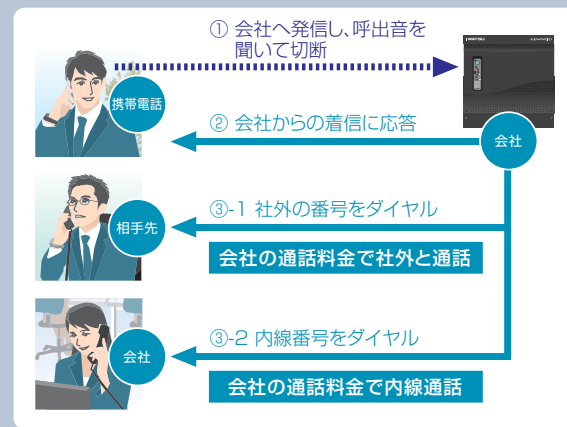 ① 会社へ発信し、呼出音を
聞いて切断
携帯電話
② 会社からの着信に応答
会社
③-1 社外の番号をダイヤル
相手先
会社の通話料金で社外と通話
③-2 内線番号をダイヤル
会社
会社の通話料金で内線通話